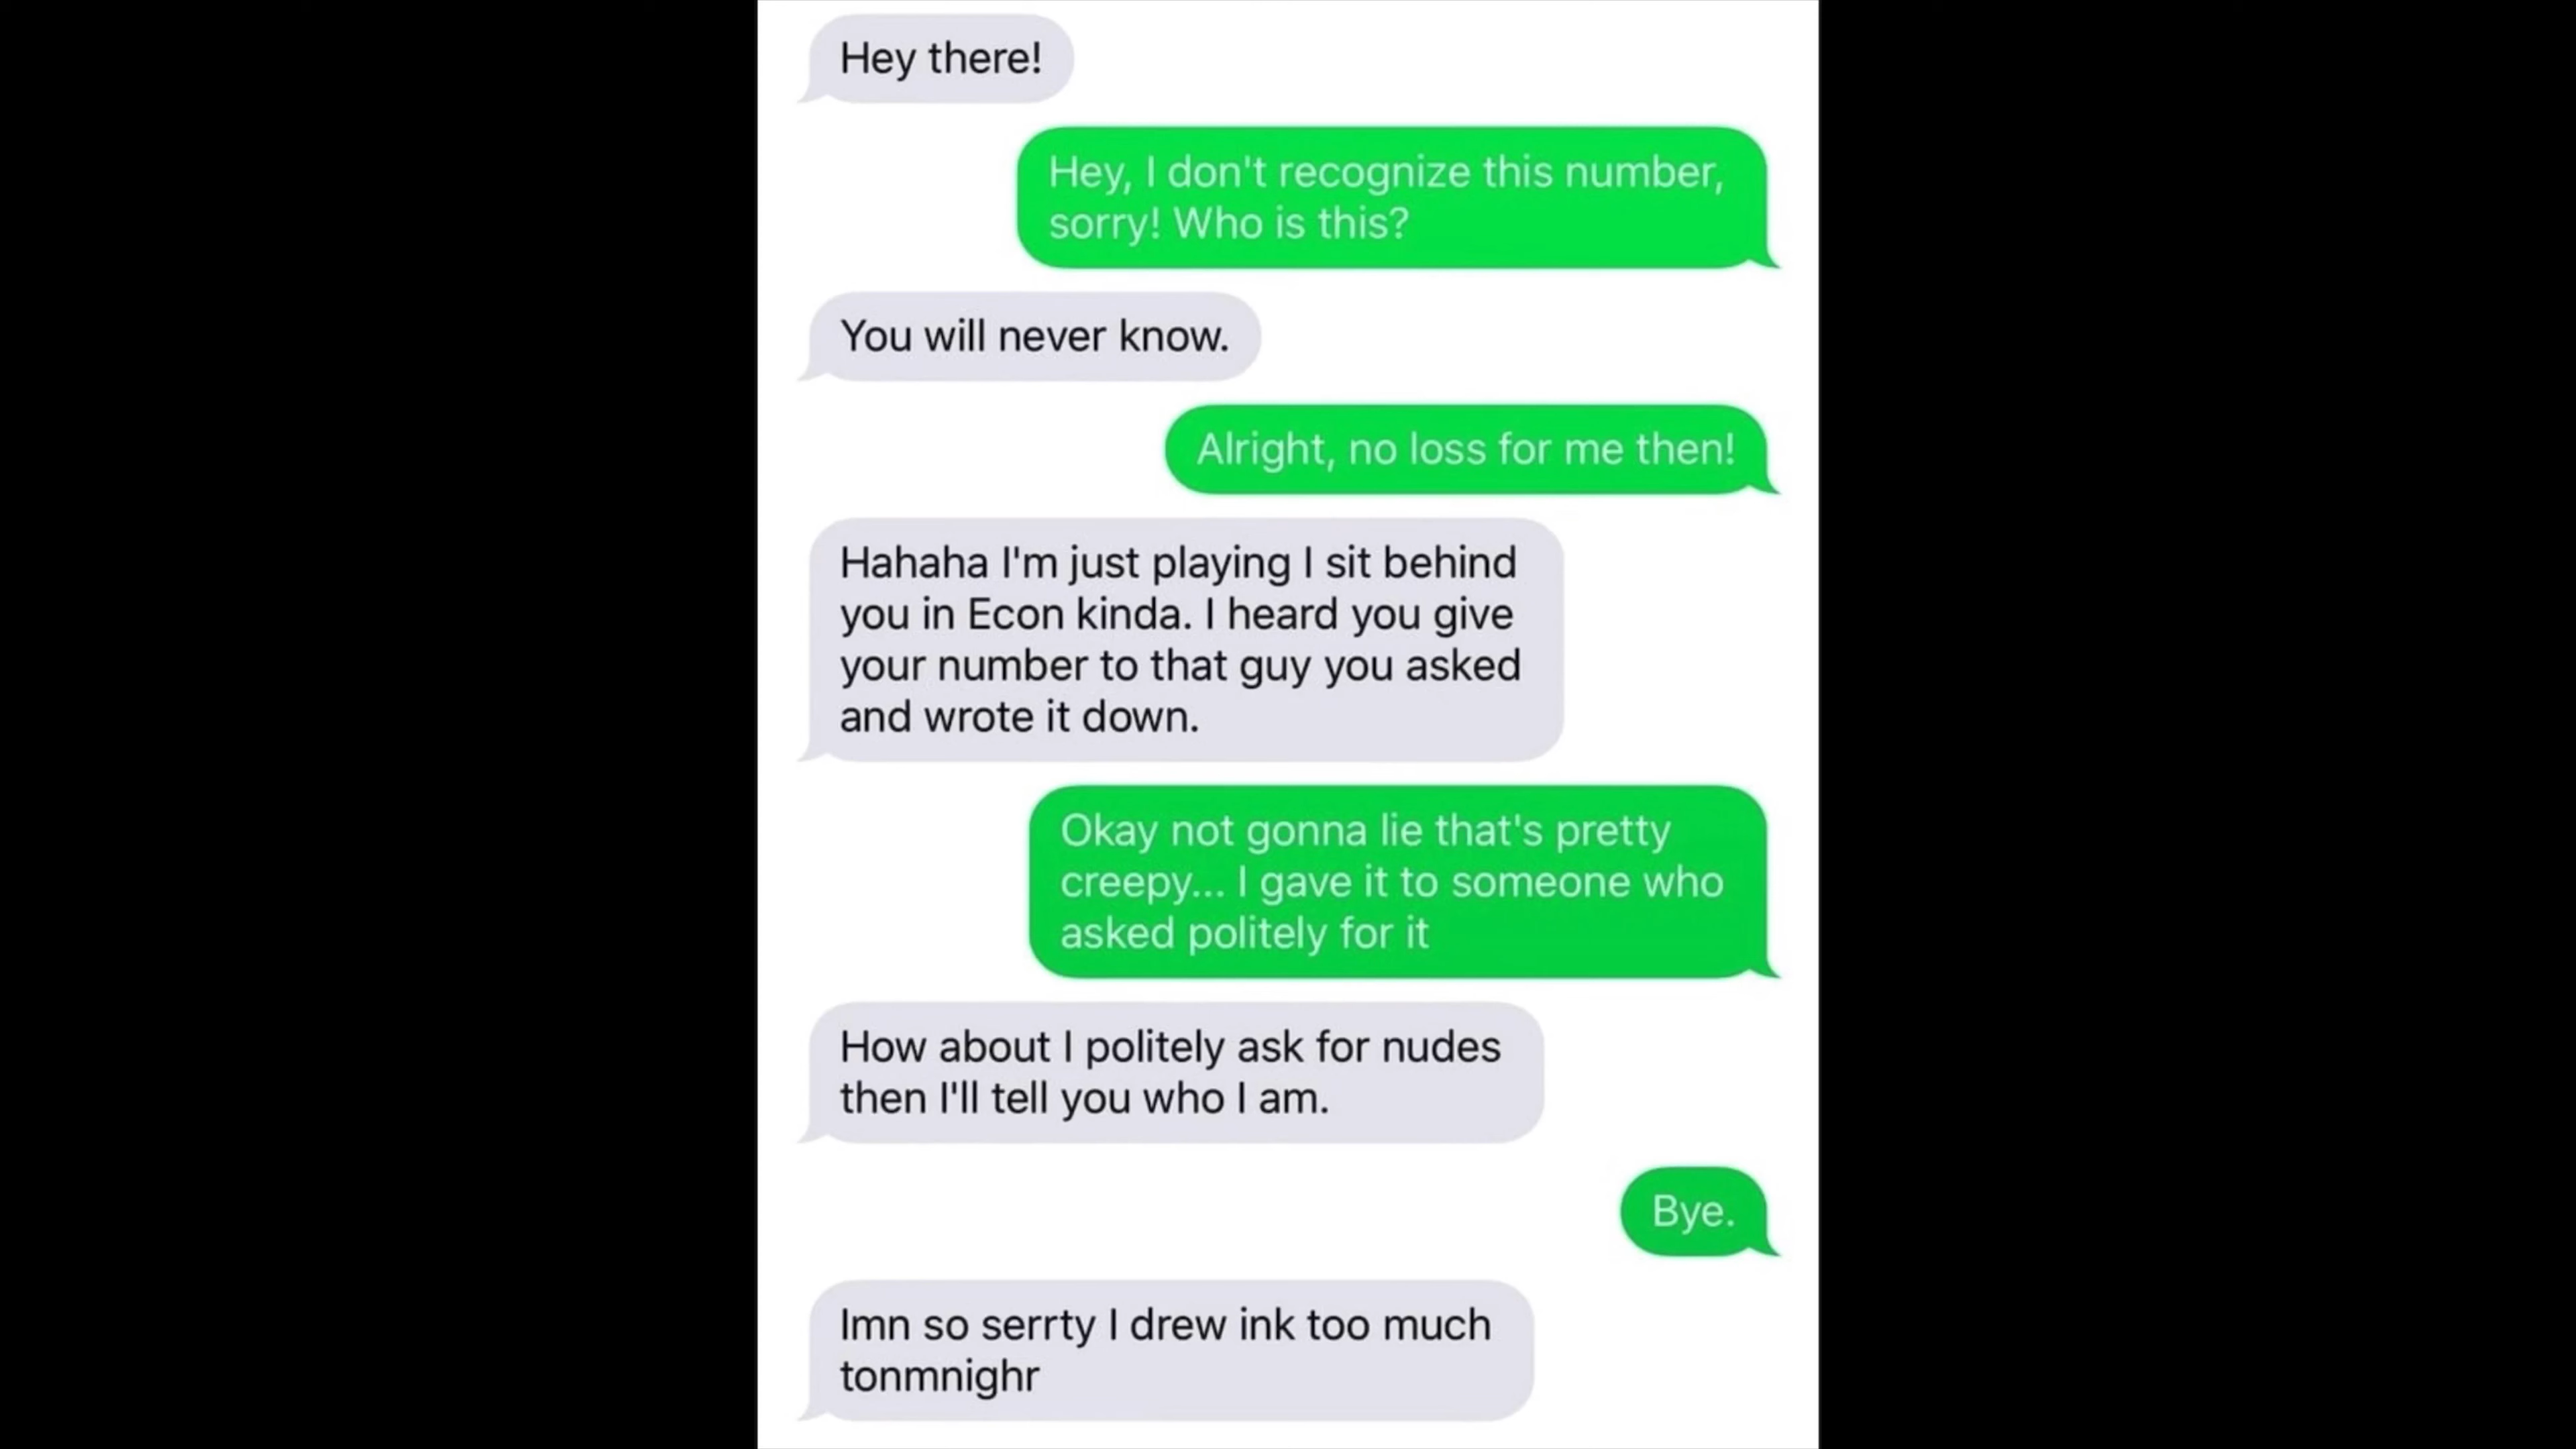 Hey there!
Hey, I don't recognize this number,
sorry! Who is this?
You will never know.
Alright, no loss for me then!
Hahaha I'm just playing I sit behind
you in Econ kinda. I heard you give
your number to that guy you asked
and wrote it down.
Okay not gonna lie that's pretty
creepy... I gave it to someone who
asked politely for it
How about I politely ask for nudes
then I'll tell you who I am.
Bye.
Imn so serrty I drew ink too much
tonmnighr